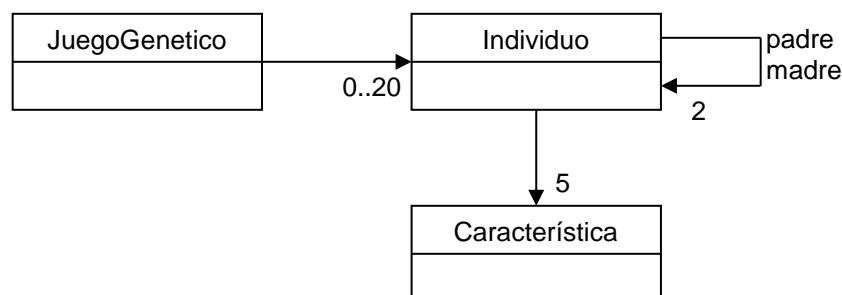 JuegoGenetico
Individuo
padre
madre
0..20
2
5
Característica